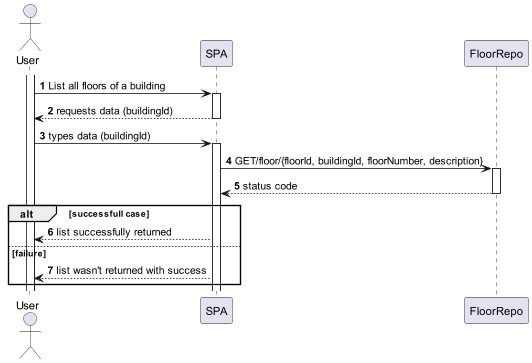 User
SPA
FloorRepo
1 List all floors of a building
2 requests data (buildingId)
3 types data (buildingId)
4 GET/floor/{floorId, buildingId, floorNumber, description}
5 status code
alt [successfull case]
6 list successfully returned
[failure]
7 list wasn't returned with success
User
SPA
FloorRepo